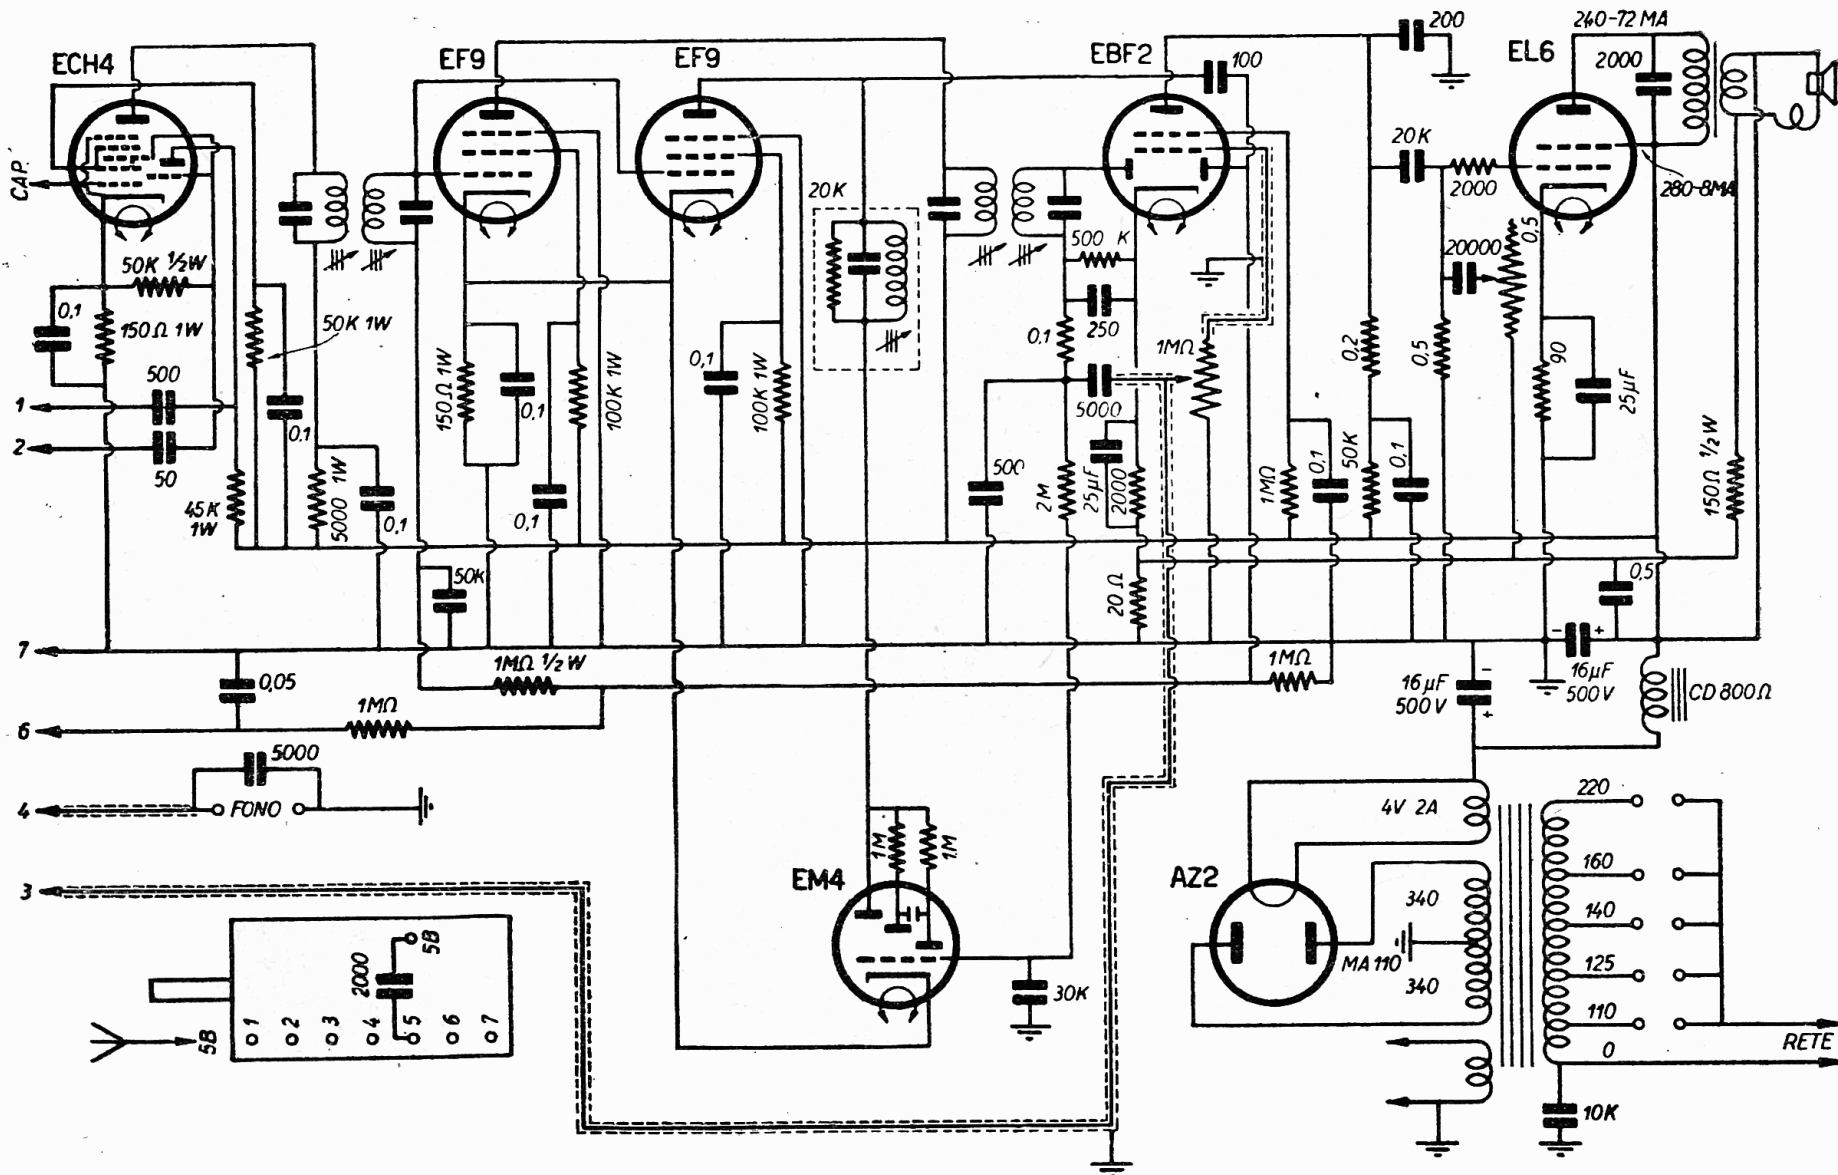 ECH4
EF9
EF9
EBF2
EL6
240-72 MA
2000
200
100
CAP.
20K
20K
2000
280-8MA
0,5
20000
50K ½W
0,1
150Ω 1W
50K 1W
500
1
2
50
0,1
45K
1W
5000 1W
0,1
150Ω 1W
0,1
100K 1W
0,1
0,1
100K 1W
500 K
250
0,1
1MΩ
5000
500
2M
25µF
2000
1MΩ
0,1
0,2
50K
0,1
0,5
90
25µF
150Ω ½W
50K
20Ω
0,5
7
1MΩ ½W
1MΩ
- +
16µF
500V
-
16µF
500V
+
CD 800Ω
0,05
1MΩ
6
5000
4
FONO
3
1M
1M
EM4
30K
AZ2
4V 2A
340
MA110
340
220
160
140
125
110
0
RETE
10K
5B
2000
5B
1
2
3
4
5
6
7